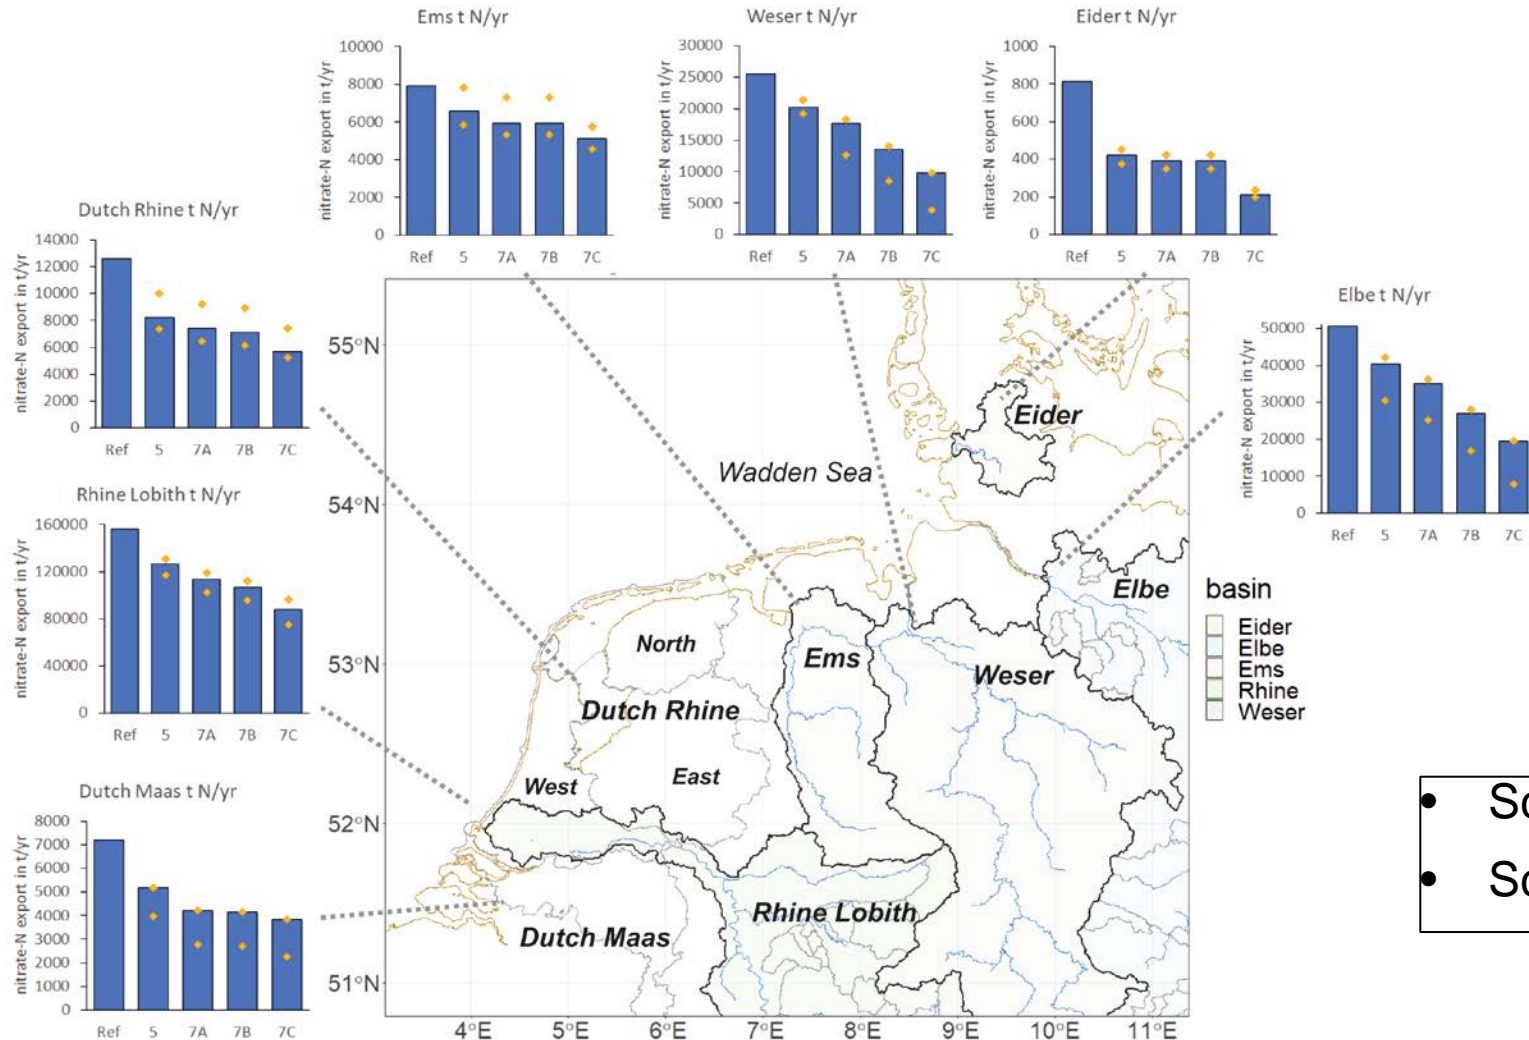 Ems t N/yr
nitrate-N export in t/yr
10000
8000
6000
4000
2000
0
Ref 5 7A 7B 7C
Weser t N/yr
nitrate-N export in t/yr
30000
25000
20000
15000
10000
5000
0
Ref 5 7A 7B 7C
Eider t N/yr
nitrate-N export in t/yr
1000
800
600
400
200
0
Ref 5 7A 7B 7C
Dutch Rhine t N/yr
nitrate-N export in t/yr
14000
12000
10000
8000
6000
4000
2000
0
Ref 5 7A 7B 7C
Elbe t N/yr
nitrate-N export in t/yr
50000
40000
30000
20000
10000
0
Ref 5 7A 7B 7C
Rhine Lobith t N/yr
nitrate-N export in t/yr
160000
120000
80000
40000
0
Ref 5 7A 7B 7C
Dutch Maas t N/yr
nitrate-N export in t/yr
8000
7000
6000
5000
4000
3000
2000
1000
0
Ref 5 7A 7B 7C
55°N
54°N
53°N
52°N
51°N
4°E 5°E 6°E 7°E 8°E 9°E 10°E 11°E
Eider
Wadden Sea
Elbe
North
Ems
Weser
Dutch Rhine
East
West
Rhine Lobith
Dutch Maas
basin
Eider
Elbe
Ems
Rhine
Weser